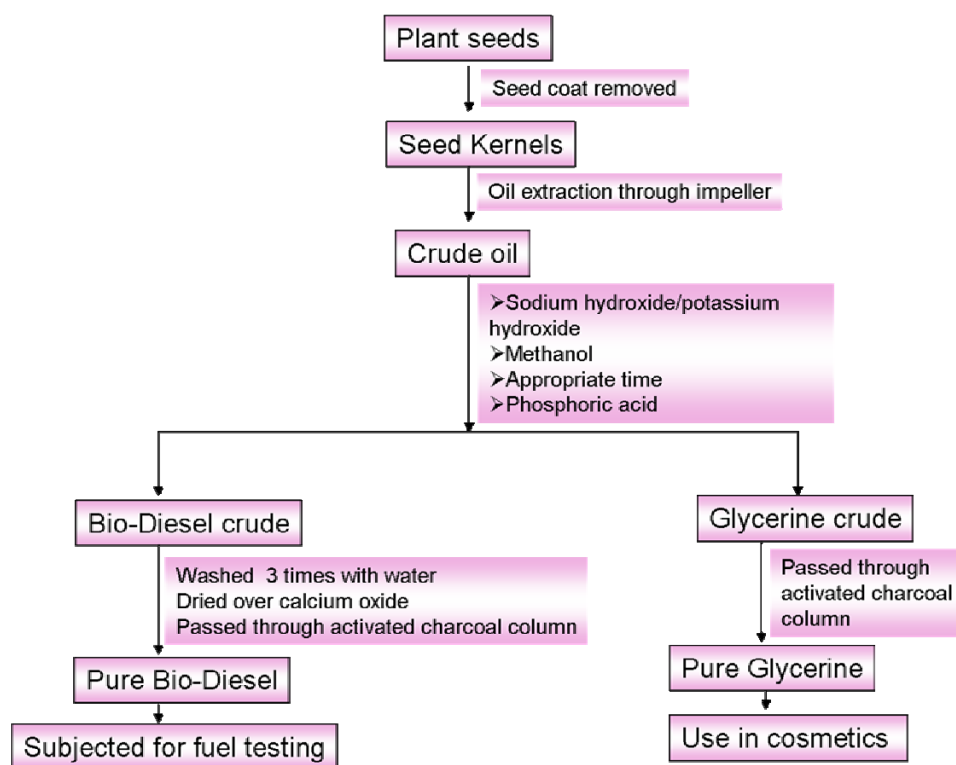 Plant seeds
Seed coat removed
Seed Kernels
Oil extraction through impeller
Crude oil
➢Sodium hydroxide/potassium
hydroxide
➢Methanol
➢Appropriate time
➢Phosphoric acid
Bio-Diesel crude
Glycerine crude
Washed  3 times with water
Dried over calcium oxide
Passed through activated charcoal column
Passed through
activated charcoal
column
Pure Bio-Diesel
Pure Glycerine
Subjected for fuel testing
Use in cosmetics